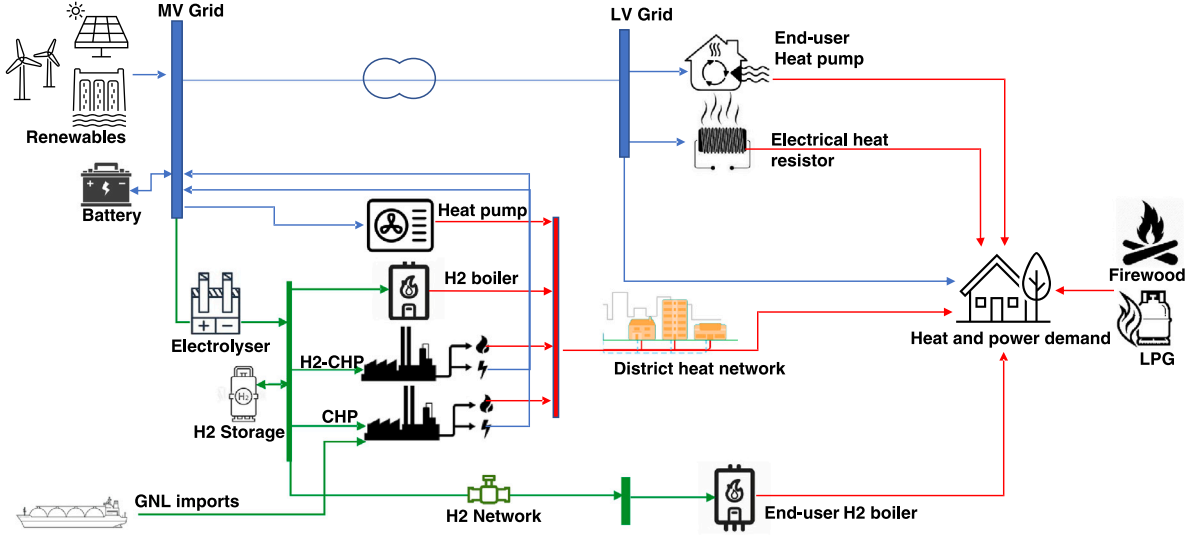 MV Grid
LV Grid
End-user
Heat pump
Renewables
Electrical heat
resistor
Battery
Heat pump
Firewood
H2 boiler
Electrolyser
Heat and power demand
LPG
H2-CHP
District heat network
H2
CHP
H2 Storage
GNL imports
H2 Network
End-user H2 boiler